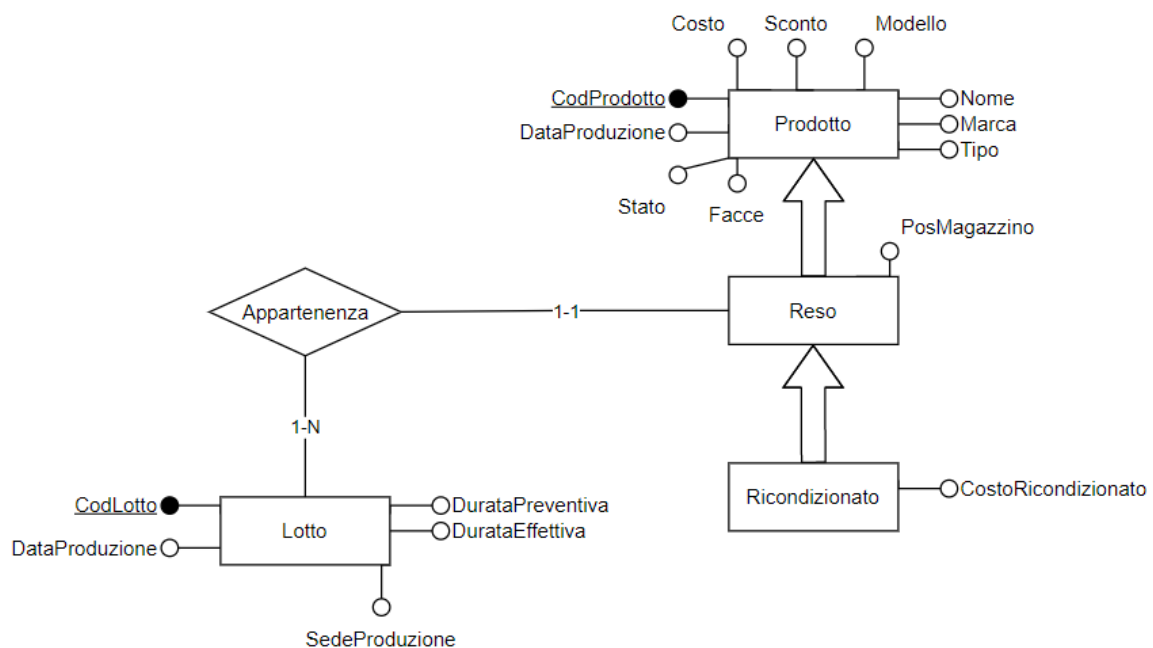 Costo Sconto Modello
CodProdotto
Nome
DataProduzione
Prodotto
Marca
Tipo
Stato
Facce
PosMagazzino
Appartenenza
1-1
Reso
1-N
Ricondizionato
CostoRicondizionato
CodLotto
DurataPreventiva
Lotto
DurataEffettiva
DataProduzione
SedeProduzione